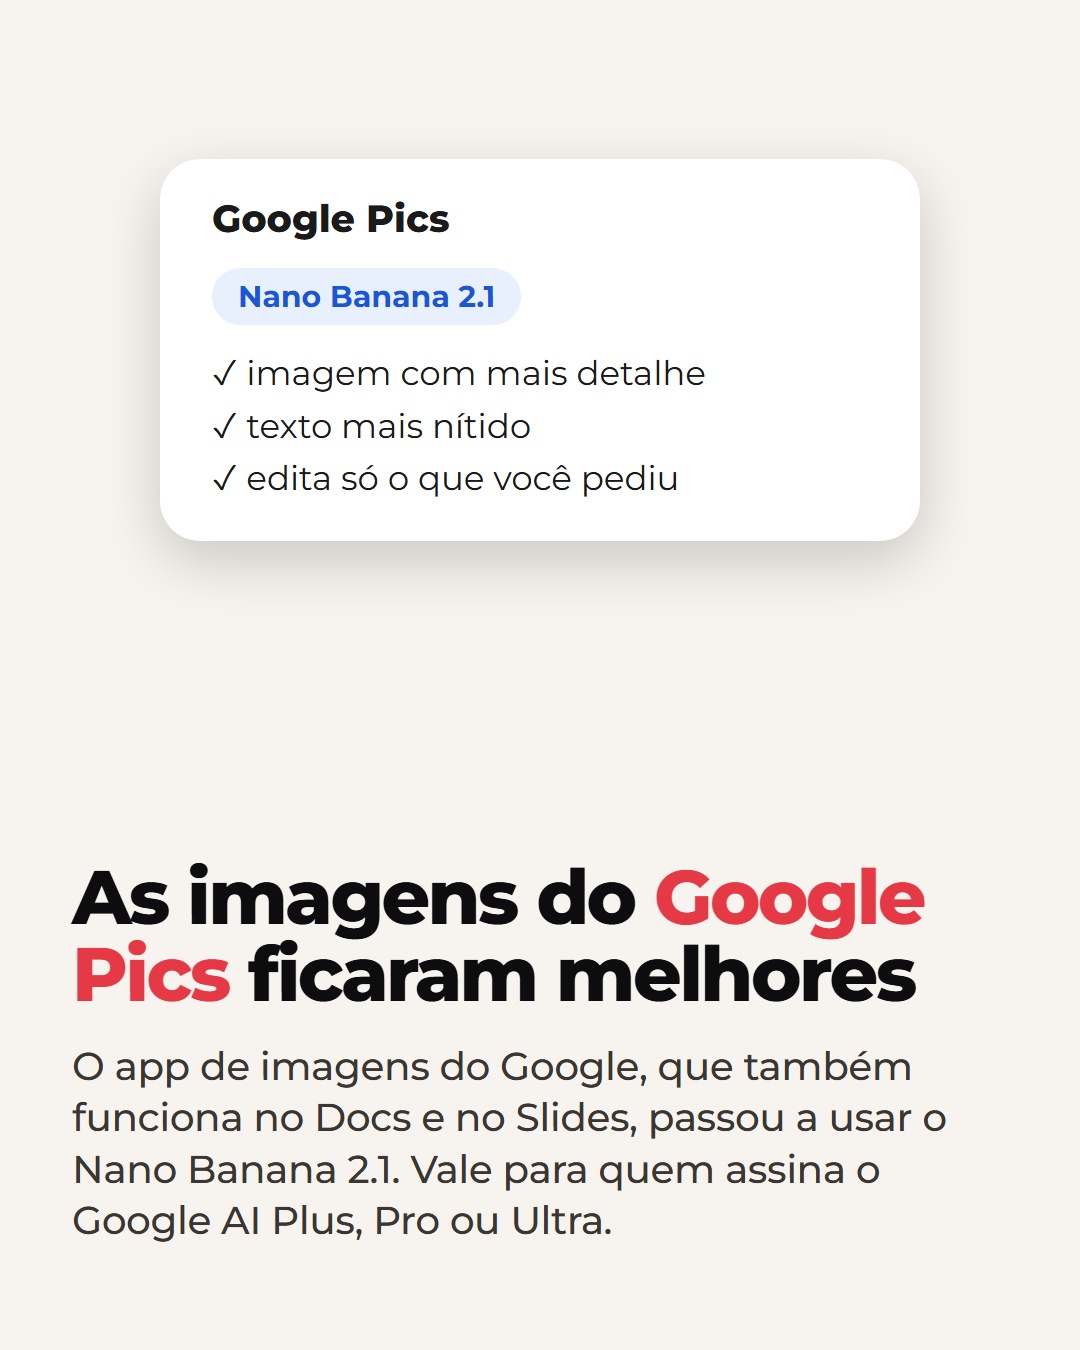 Google Pics
Nano Banana 2.1
✓ imagem com mais detalhe
✓ texto mais nítido
✓ edita só o que você pediu
As imagens do Google
Pics ficaram melhores
O app de imagens do Google, que também
funciona no Docs e no Slides, passou a usar o
Nano Banana 2.1. Vale para quem assina o
Google AI Plus, Pro ou Ultra.